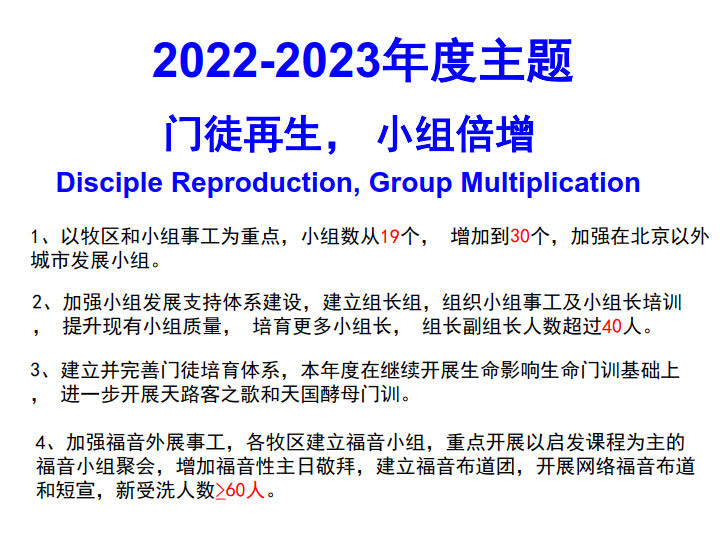 2022-2023年度主题
门徒再生， 小组倍增
Disciple Reproduction, Group Multiplication
1、以牧区和小组事工为重点，小组数从19个， 增加到30个，加强在北京以外
城市发展小组。
2、加强小组发展支持体系建设，建立组长组，组织小组事工及小组长培训
， 提升现有小组质量， 培育更多小组长， 组长副组长人数超过40人。
3、建立并完善门徒培育体系，本年度在继续开展生命影响生命门训基础上
， 进一步开展天路客之歌和天国酵母门训。
4、加强福音外展事工，各牧区建立福音小组，重点开展以启发课程为主的
福音小组聚会，增加福音性主日敬拜，建立福音布道团，开展网络福音布道
和短宣，新受洗人数≥60人。